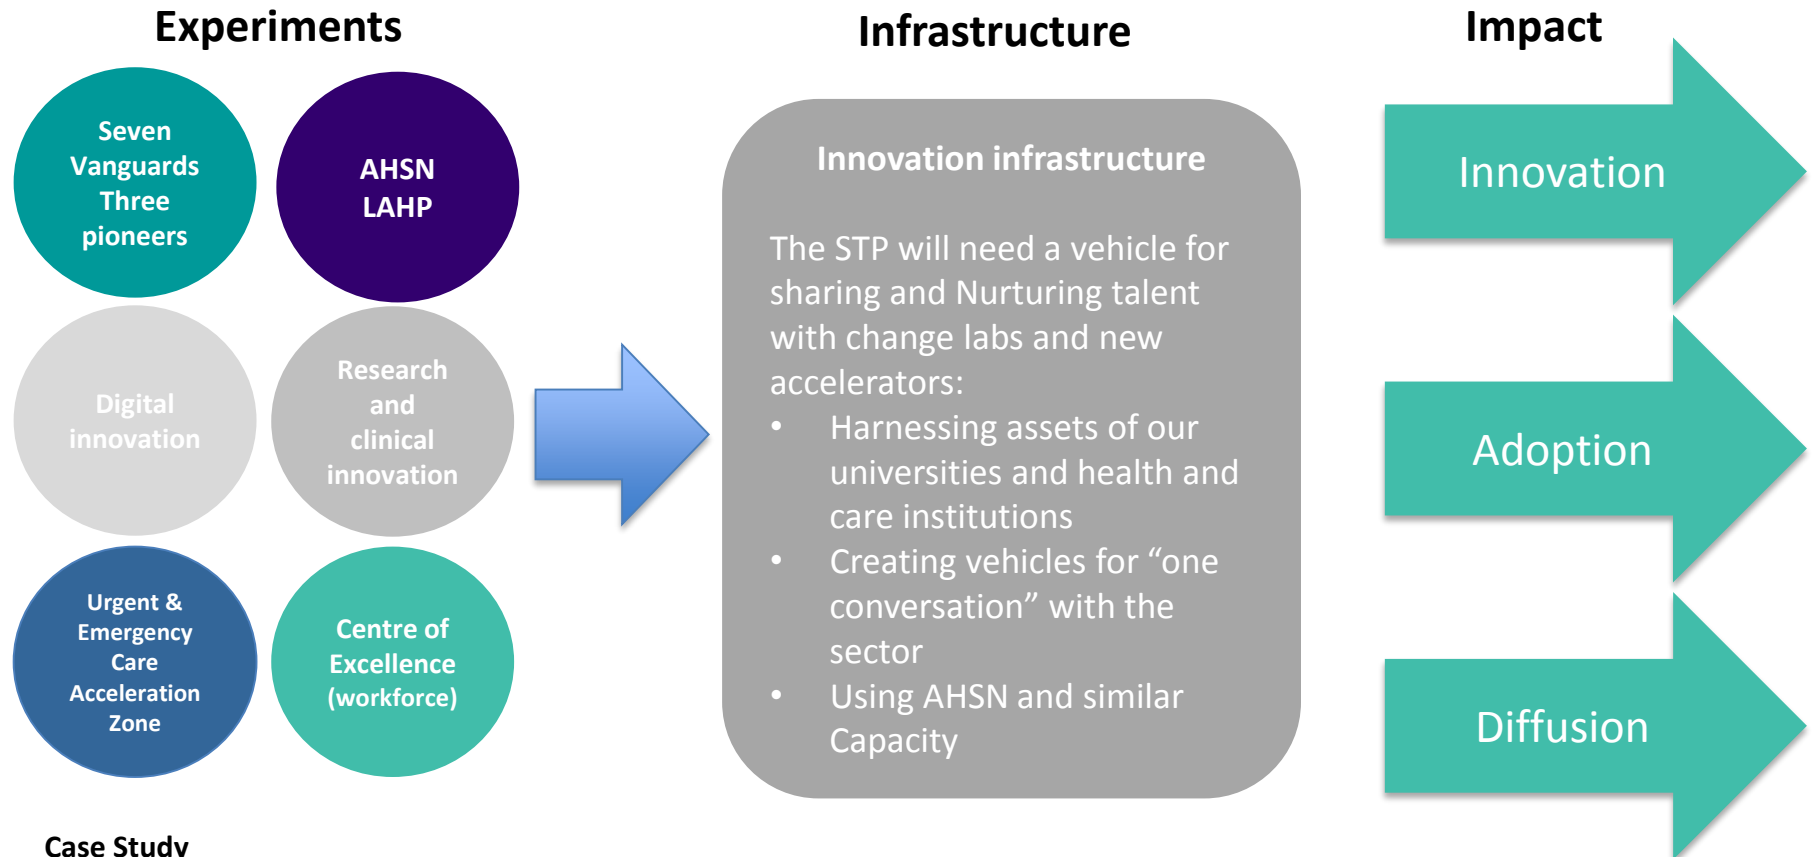 Experiments
Infrastructure
Impact
Seven
Vanguards
Three
pioneers
AHSN
LAHP
Digital
innovation
Research
and
clinical
innovation
Urgent &
Emergency
Care
Acceleration
Zone
Centre of
Excellence
(workforce)
Innovation infrastructure
The STP will need a vehicle for
sharing and Nurturing talent
with change labs and new
accelerators:
• Harnessing assets of our
universities and health and
care institutions
• Creating vehicles for “one
conversation” with the
sector
• Using AHSN and similar
Capacity
Innovation
Adoption
Diffusion
Case Study